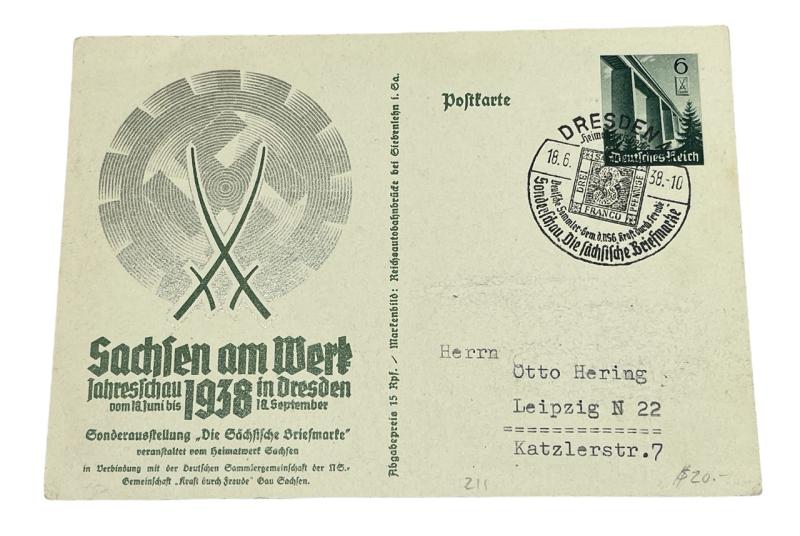 Sachsen am Werk
Jahresschau 1938 in Dresden
vom 18. Juni bis 18. September
Sonderausstellung „Die Sächsische Briefmarke"
veranstaltet vom Heimatwerk Sachsen
in Verbindung mit der Deutschen Sammlergemeinschaft der NS.-
Gemeinschaft „Kraft durch Freude" Gau Sachsen.
Abgabepreis 15 Rpf. / Markenbild: Reichsautobahnbrücke bei Siebenlehn i. Sa.
Postkarte
6
Deutsches Reich
DRESDEN A
18.6.
38.-10
DREI
PFENNIGE
FRANCO
Deutsche Sammler-Gem. d. NSG. Kraft durch Freude
Sonderschau „Die sächsische Briefmarke"
Herrn
Otto Hering
Leipzig N 22
=============
Katzlerstr.7
211
$20.-